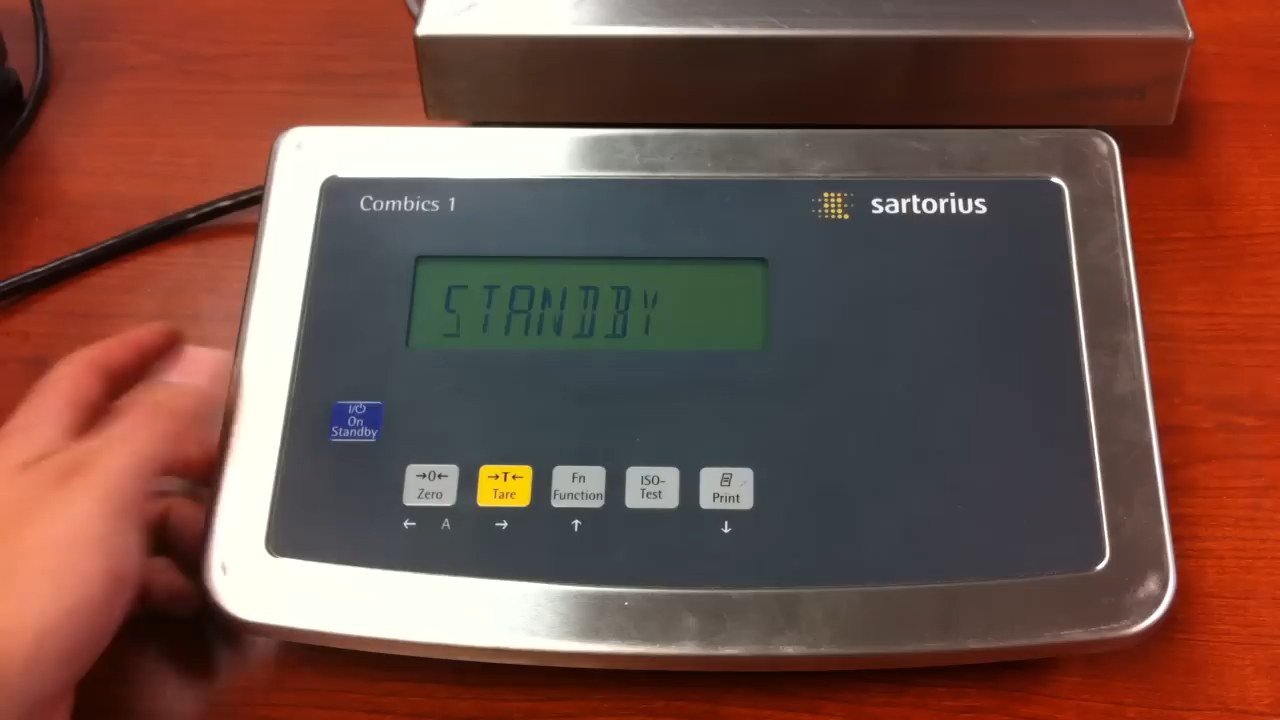 Combics 1
sartorius
STANDBY
I/⏻
On
Standby
→0←
Zero
→T←
Tare
Fn
Function
ISO-
Test
Print
← A → ↑ ↓